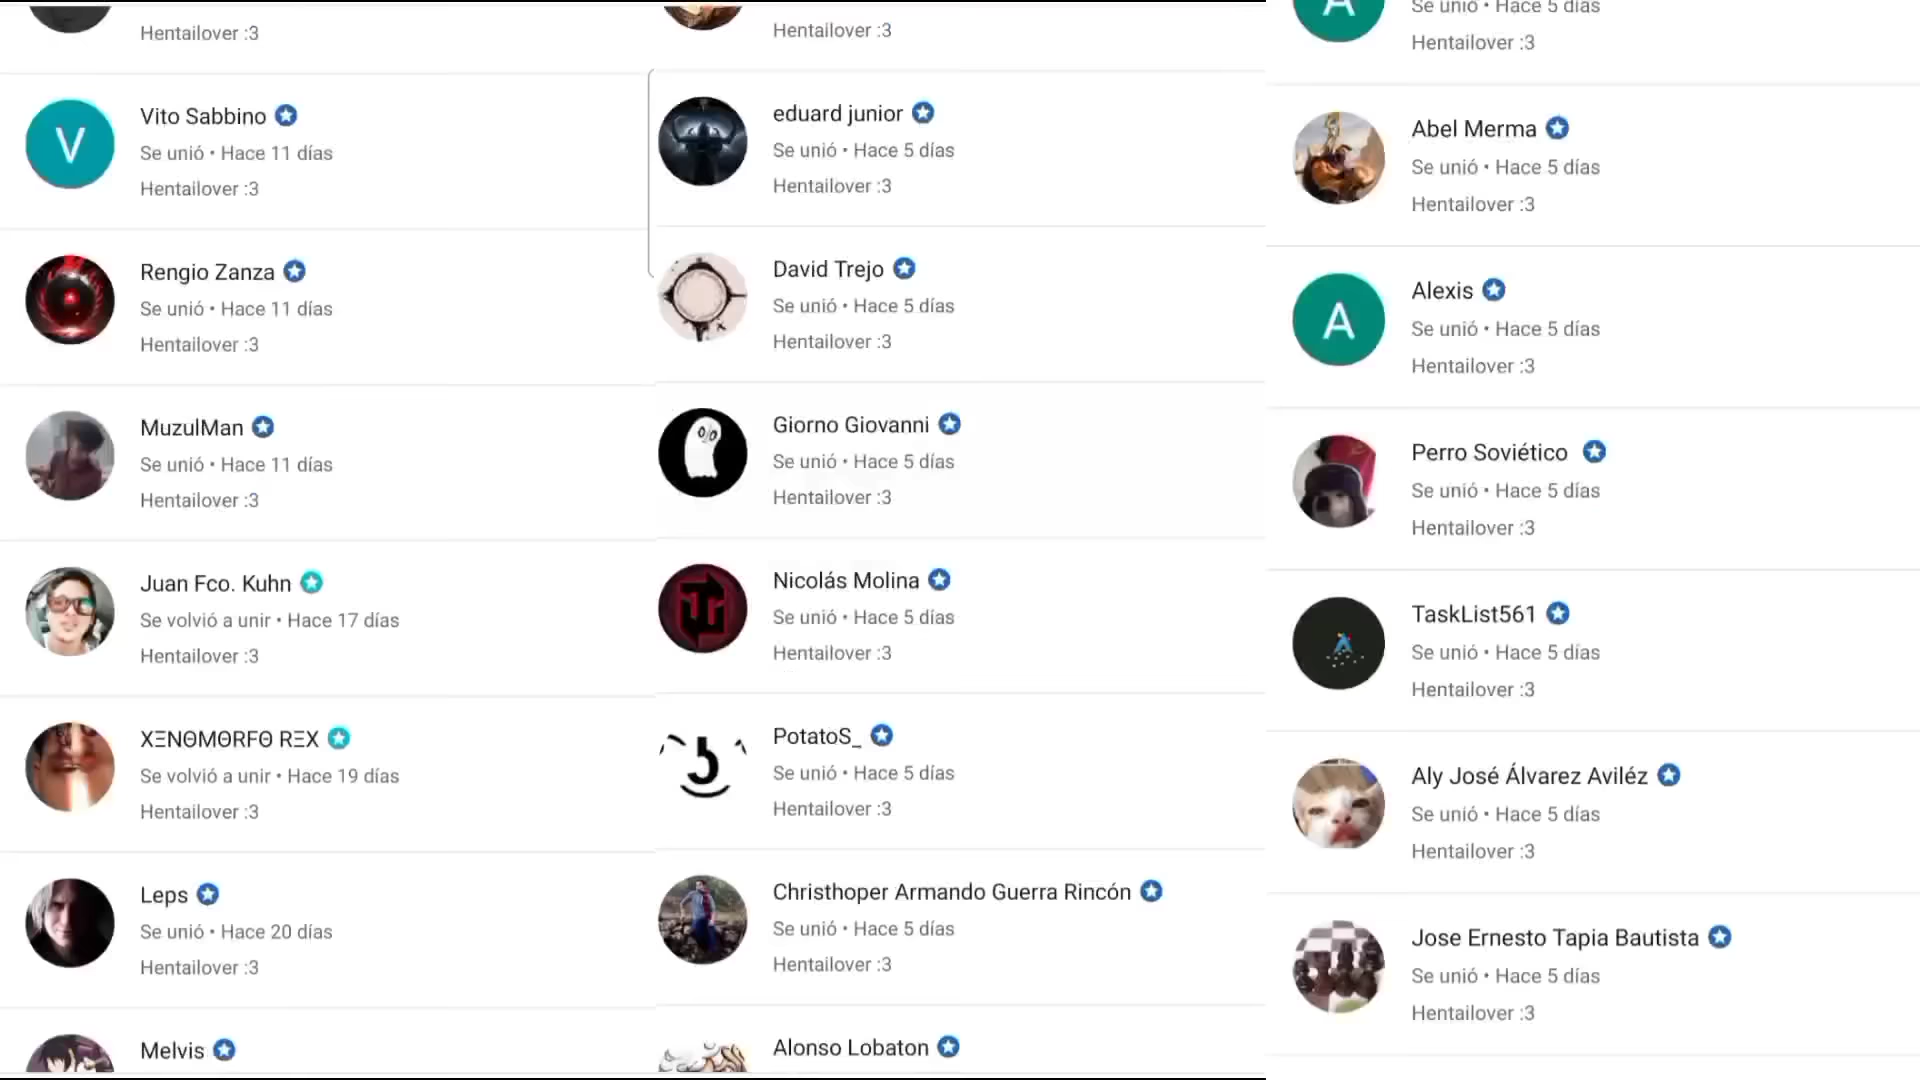 Hentailover :3
Vito Sabbino
Se unió • Hace 11 días
Hentailover :3
V
Rengio Zanza
Se unió • Hace 11 días
Hentailover :3
MuzulMan
Se unió • Hace 11 días
Hentailover :3
Juan Fco. Kuhn
Se volvió a unir • Hace 17 días
Hentailover :3
XΞNΘMΘRFΘ RΞX
Se volvió a unir • Hace 19 días
Hentailover :3
Leps
Se unió • Hace 20 días
Hentailover :3
Melvis
Hentailover :3
eduard junior
Se unió • Hace 5 días
Hentailover :3
David Trejo
Se unió • Hace 5 días
Hentailover :3
Giorno Giovanni
Se unió • Hace 5 días
Hentailover :3
Nicolás Molina
Se unió • Hace 5 días
Hentailover :3
PotatoS_
Se unió • Hace 5 días
Hentailover :3
Christhoper Armando Guerra Rincón
Se unió • Hace 5 días
Hentailover :3
Alonso Lobaton
A
Se unió • Hace 5 días
Hentailover :3
Abel Merma
Se unió • Hace 5 días
Hentailover :3
Alexis
Se unió • Hace 5 días
Hentailover :3
A
Perro Soviético
Se unió • Hace 5 días
Hentailover :3
TaskList561
Se unió • Hace 5 días
Hentailover :3
Aly José Álvarez Aviléz
Se unió • Hace 5 días
Hentailover :3
Jose Ernesto Tapia Bautista
Se unió • Hace 5 días
Hentailover :3